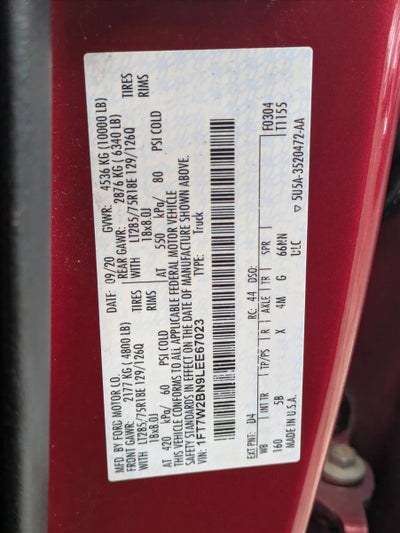 MFD. BY FORD MOTOR CO.
DATE: 09/20 GVWR: 4536 KG (10000 LB)
FRONT GAWR: 2177 KG ( 4800 LB) REAR GAWR: 2876 KG ( 6340 LB)
WITH LT285/75R18E 129/126Q TIRES WITH LT285/75R18E 129/126Q TIRES
18x8.0J RIMS 18x8.0J RIMS
AT 420 kPa/ 60 PSI COLD AT 550 kPa/ 80 PSI COLD
THIS VEHICLE CONFORMS TO ALL APPLICABLE FEDERAL MOTOR VEHICLE
SAFETY STANDARDS IN EFFECT ON THE DATE OF MANUFACTURE SHOWN ABOVE.
VIN: 1FT7W2BN9LEE67023
TYPE: Truck
F0304
T1155
EXT PNT: D4 RC: 44 DSO:
WB INT TR TP/PS R AXLE TR SPR
160 5B X 4M G 66MN
MADE IN U.S.A. ULC
▽ 5U5A-3520472-AA